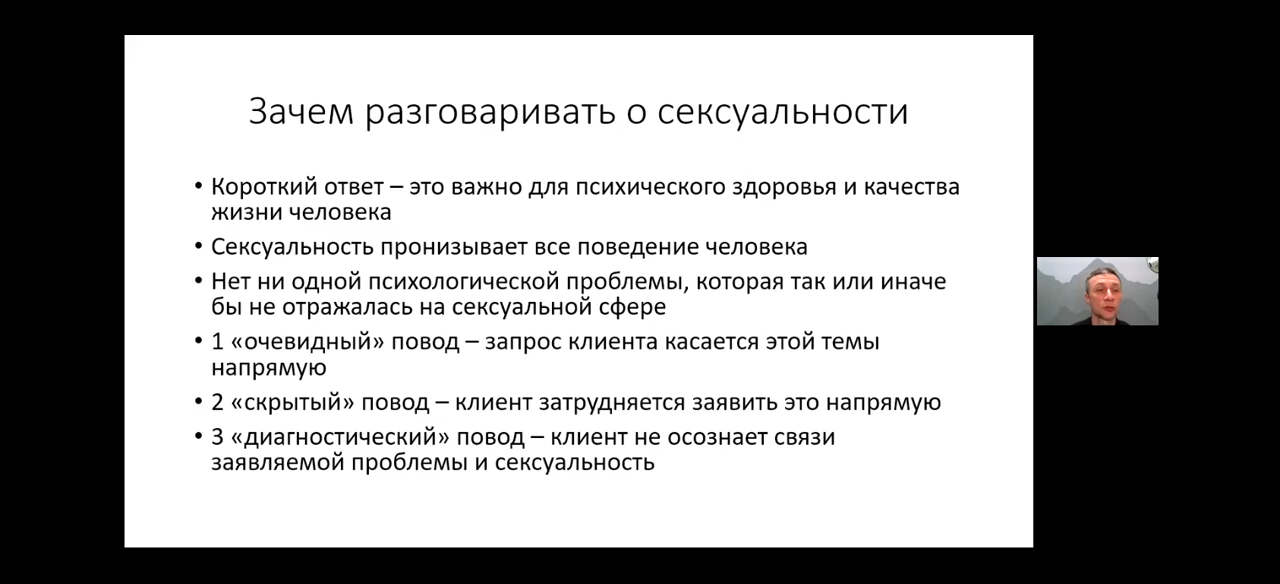 Зачем разговаривать о сексуальности
• Короткий ответ – это важно для психического здоровья и качества
жизни человека
• Сексуальность пронизывает все поведение человека
• Нет ни одной психологической проблемы, которая так или иначе
бы не отражалась на сексуальной сфере
• 1 «очевидный» повод – запрос клиента касается этой темы
напрямую
• 2 «скрытый» повод – клиент затрудняется заявить это напрямую
• 3 «диагностический» повод – клиент не осознает связи
заявляемой проблемы и сексуальность